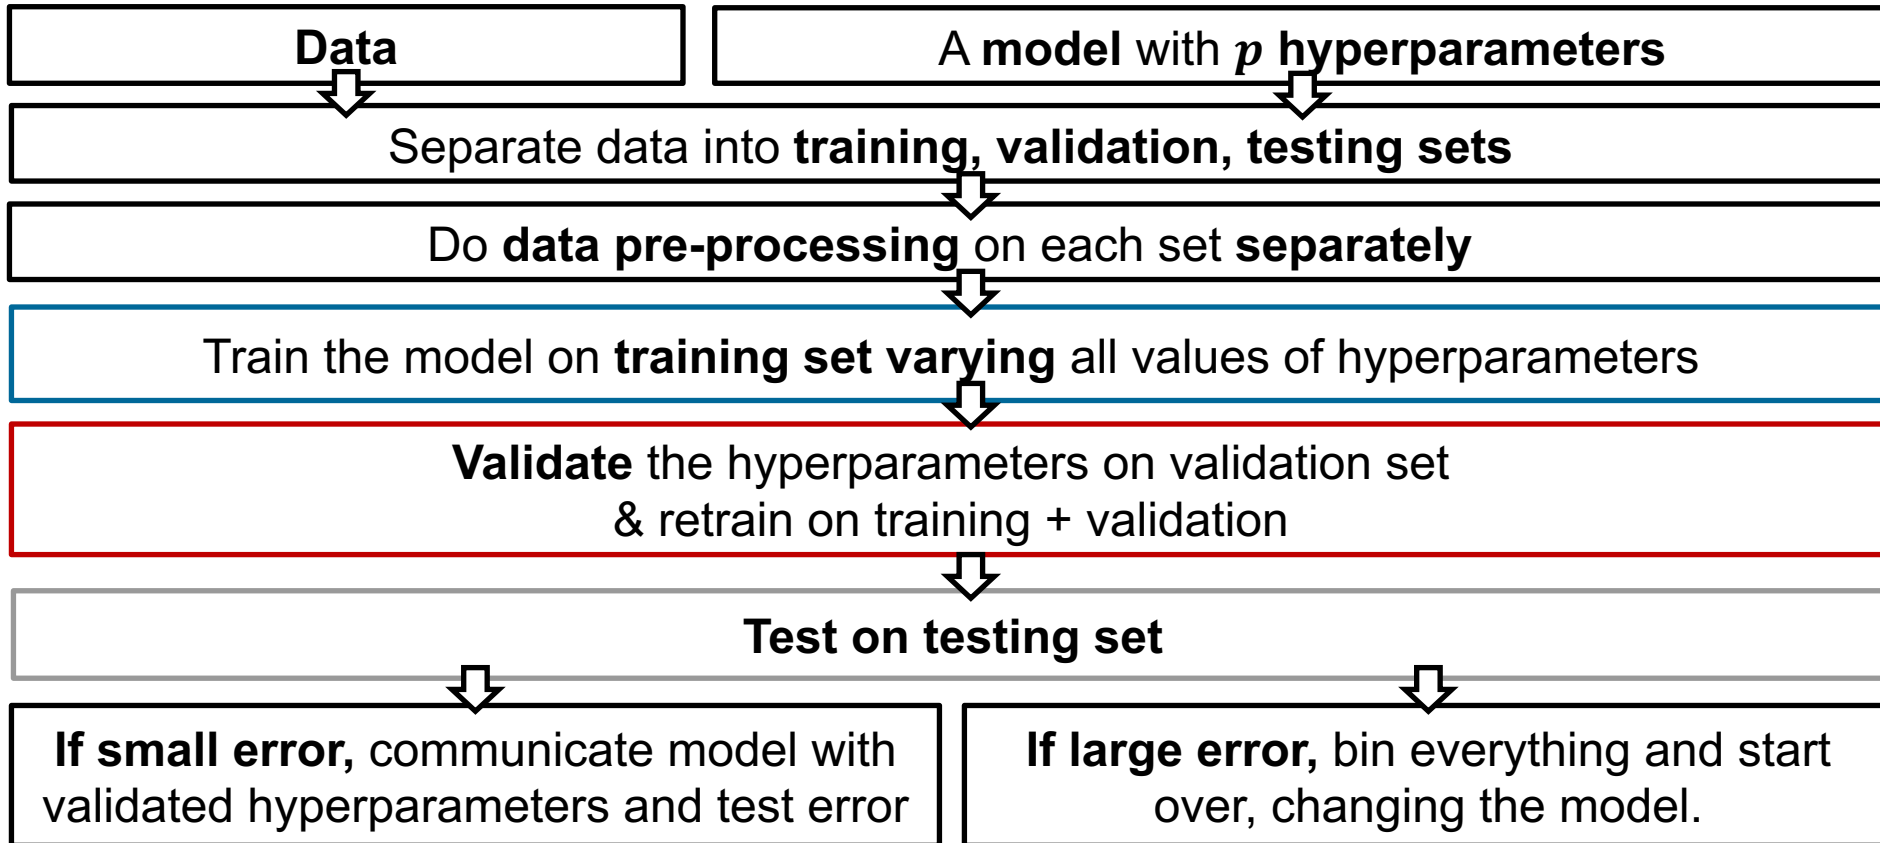 Data
A model with p hyperparameters
Separate data into training, validation, testing sets
Do data pre-processing on each set separately
Train the model on training set varying all values of hyperparameters
Validate the hyperparameters on validation set
& retrain on training + validation
Test on testing set
If small error, communicate model with
validated hyperparameters and test error
If large error, bin everything and start
over, changing the model.